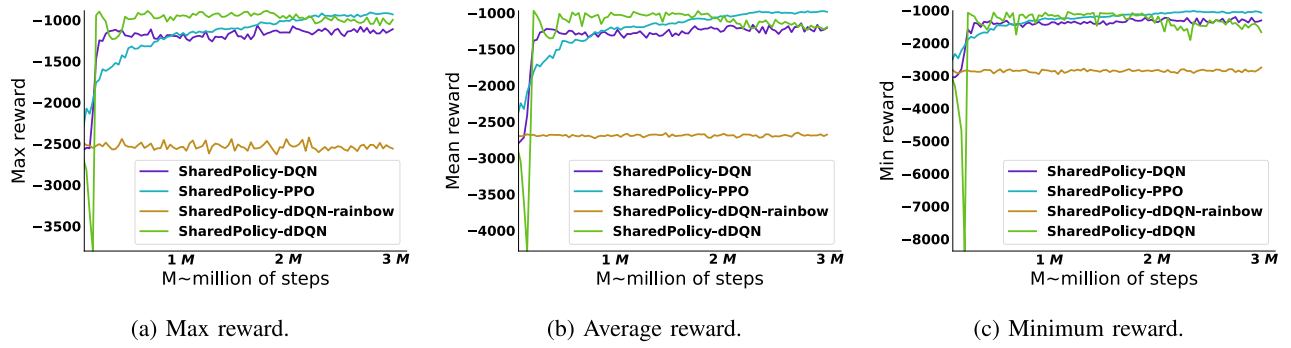 Max reward
−1000
−1500
−2000
−2500
−3000
−3500
SharedPolicy-DQN
SharedPolicy-PPO
SharedPolicy-dDQN-rainbow
SharedPolicy-dDQN
1 M
2 M
3 M
M~million of steps
(a) Max reward.
Mean reward
−1000
−1500
−2000
−2500
−3000
−3500
−4000
SharedPolicy-DQN
SharedPolicy-PPO
SharedPolicy-dDQN-rainbow
SharedPolicy-dDQN
1 M
2 M
3 M
M~million of steps
(b) Average reward.
Min reward
−1000
−2000
−3000
−4000
−5000
−6000
−7000
−8000
SharedPolicy-DQN
SharedPolicy-PPO
SharedPolicy-dDQN-rainbow
SharedPolicy-dDQN
1 M
2 M
3 M
M~million of steps
(c) Minimum reward.